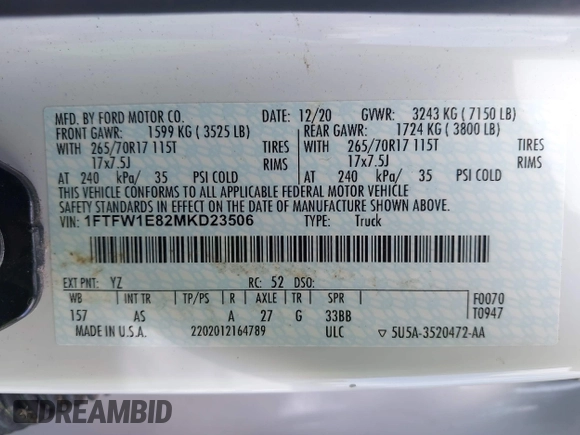 MFD. BY FORD MOTOR CO. DATE: 12/20 GVWR: 3243 KG ( 7150 LB)
FRONT GAWR: 1599 KG ( 3525 LB) REAR GAWR: 1724 KG ( 3800 LB)
WITH 265/70R17 115T TIRES WITH 265/70R17 115T TIRES
17x7.5J RIMS 17x7.5J RIMS
AT 240 kPa/ 35 PSI COLD AT 240 kPa/ 35 PSI COLD
THIS VEHICLE CONFORMS TO ALL APPLICABLE FEDERAL MOTOR VEHICLE
SAFETY STANDARDS IN EFFECT ON THE DATE OF MANUFACTURE SHOWN ABOVE.
VIN: 1FTFW1E82MKD23506 TYPE: Truck
EXT PNT: YZ RC: 52 DSO:
WB INT TR TP/PS R AXLE TR SPR F0070
157 AS A 27 G 33BB T0947
MADE IN U.S.A. 2202012164789 ULC ▽ 5U5A-3520472-AA
DREAMBID